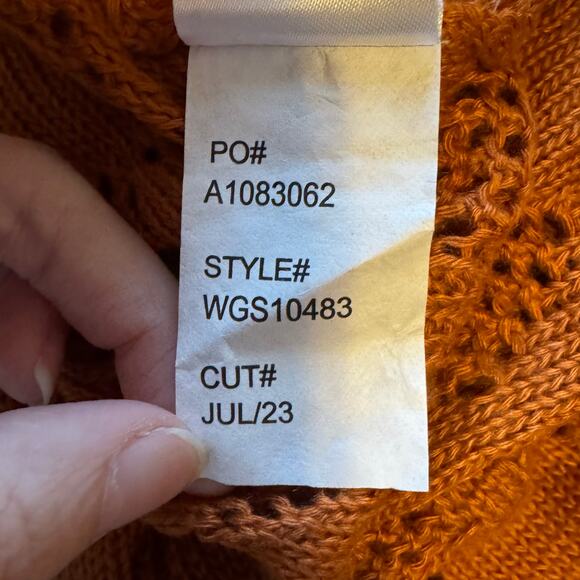 PO#
A1083062
STYLE#
WGS10483
CUT#
JUL/23